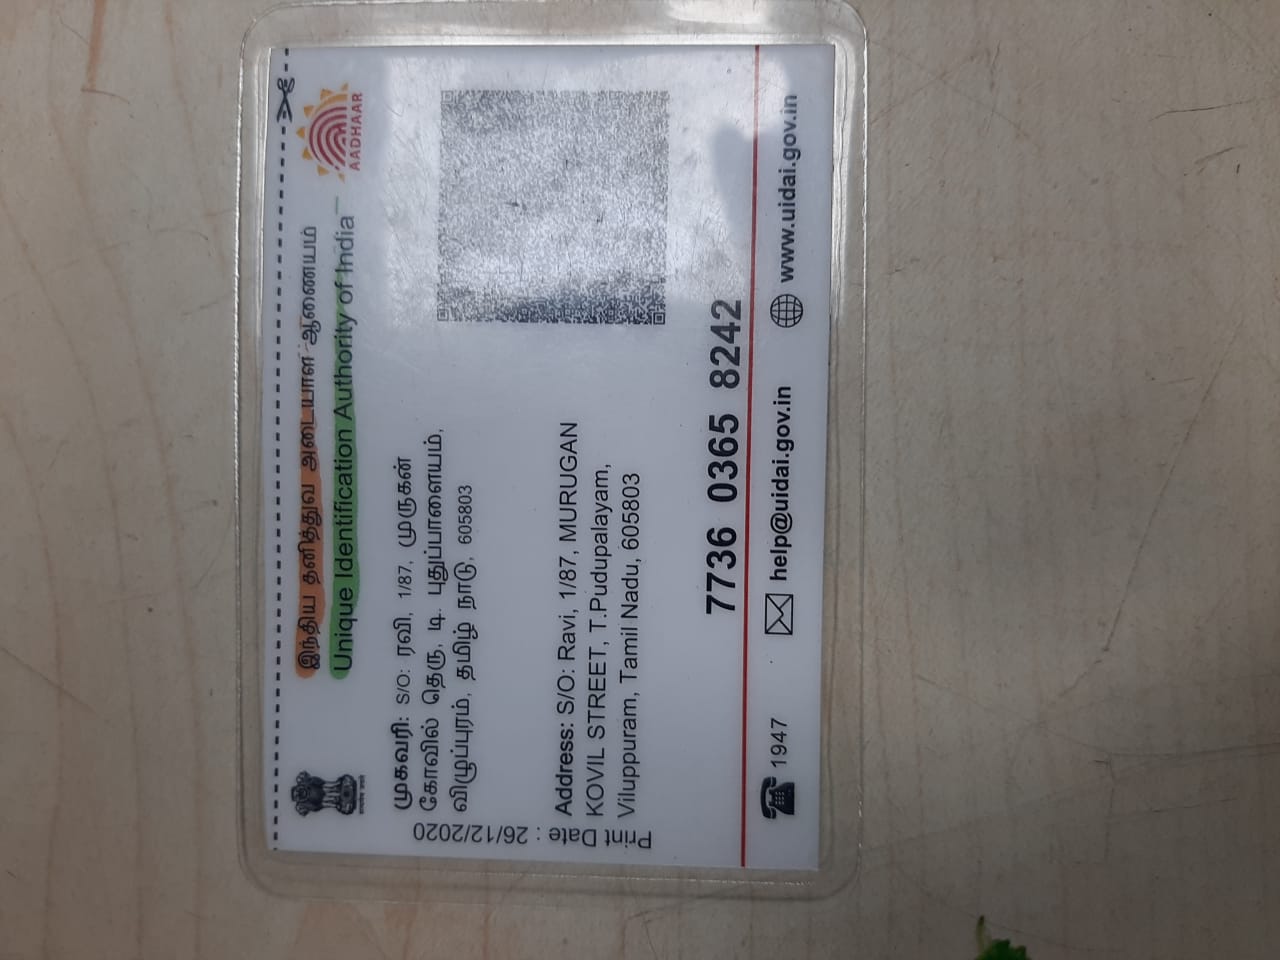 இந்திய தனித்துவ அடையாள ஆணையம்
Unique Identification Authority of India
AADHAAR
முகவரி: S/O: ரவி, 1/87, முருகன்
கோவில் தெரு, டி. புதுப்பாளையம்,
விழுப்புரம், தமிழ் நாடு, 605803
Address: S/O: Ravi, 1/87, MURUGAN
KOVIL STREET, T.Pudupalayam,
Viluppuram, Tamil Nadu, 605803
Print Date : 26/12/2020
7736 0365 8242
1947
help@uidai.gov.in
www.uidai.gov.in